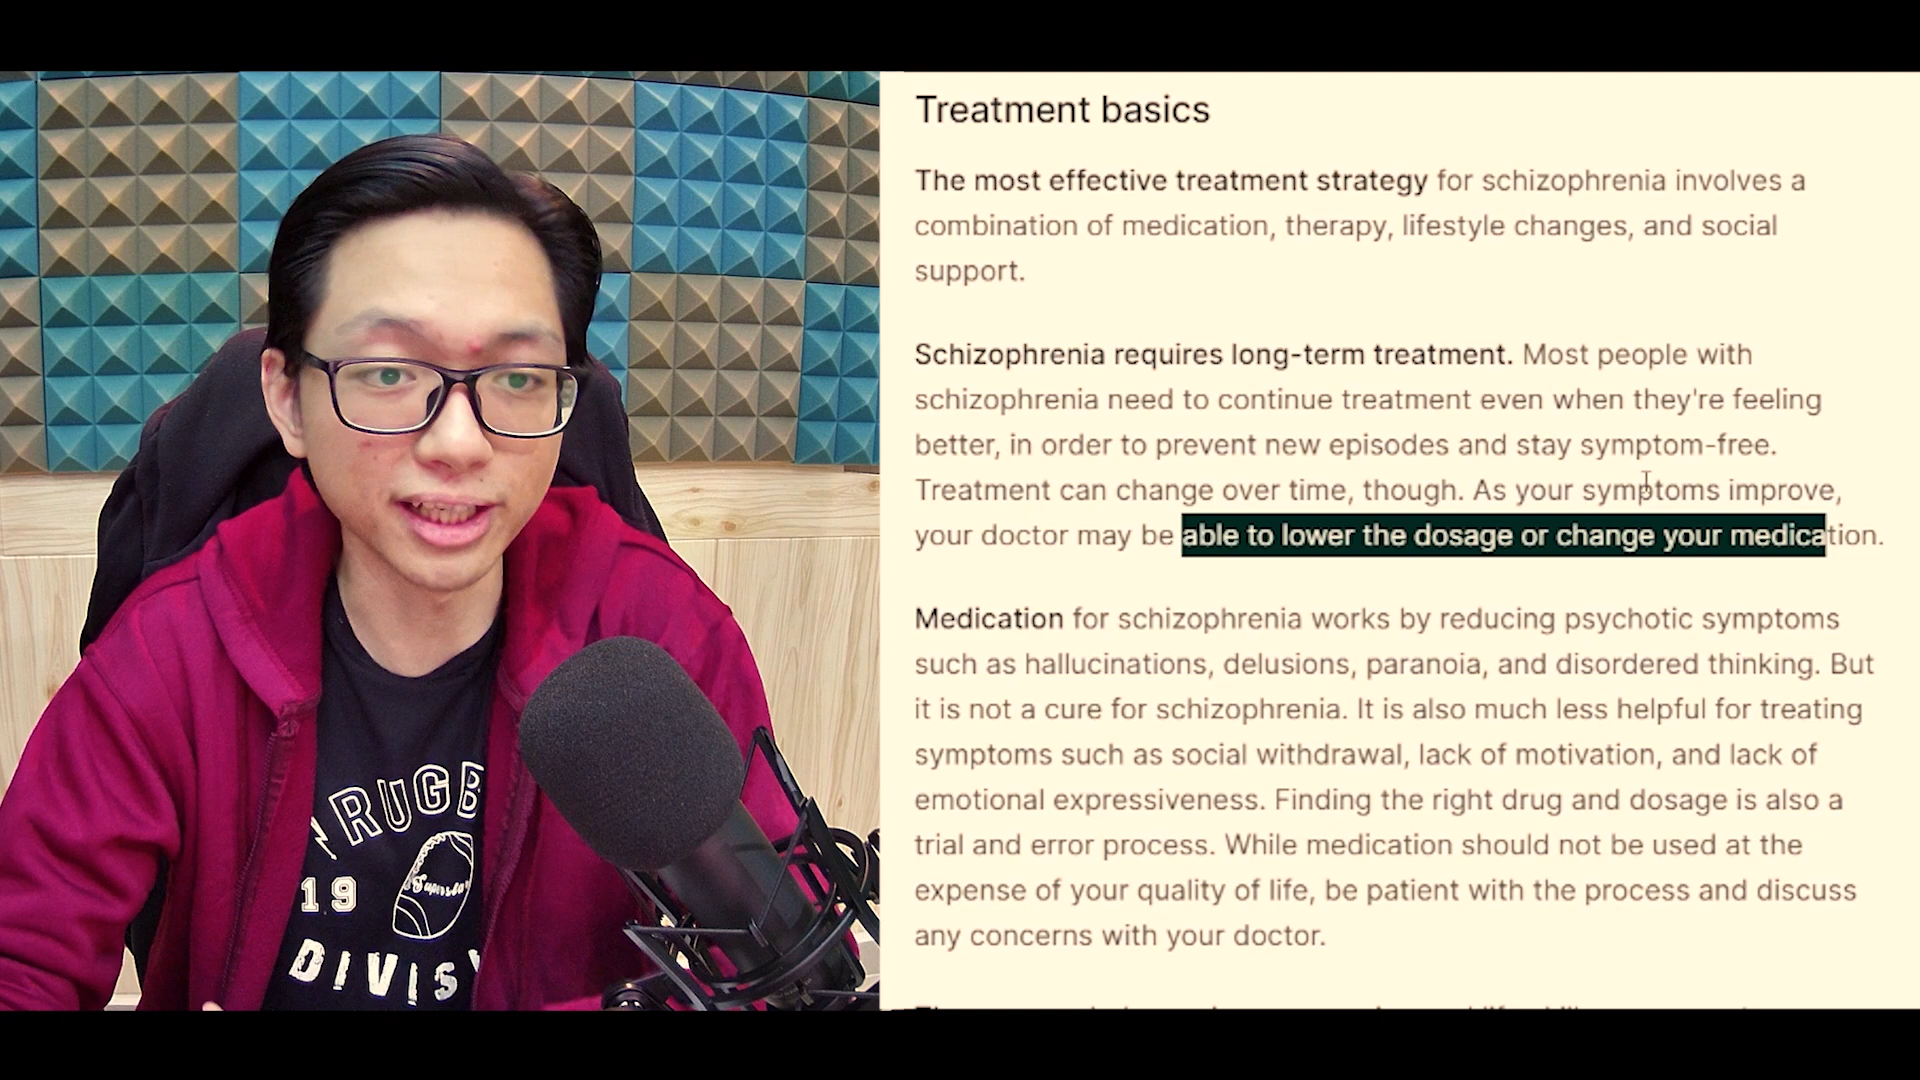 Treatment basics
The most effective treatment strategy for schizophrenia involves a
combination of medication, therapy, lifestyle changes, and social
support.
Schizophrenia requires long-term treatment. Most people with
schizophrenia need to continue treatment even when they're feeling
better, in order to prevent new episodes and stay symptom-free.
Treatment can change over time, though. As your symptoms improve,
your doctor may be able to lower the dosage or change your medication.
Medication for schizophrenia works by reducing psychotic symptoms
such as hallucinations, delusions, paranoia, and disordered thinking. But
it is not a cure for schizophrenia. It is also much less helpful for treating
symptoms such as social withdrawal, lack of motivation, and lack of
emotional expressiveness. Finding the right drug and dosage is also a
trial and error process. While medication should not be used at the
expense of your quality of life, be patient with the process and discuss
any concerns with your doctor.
RUGB
19
DIVIS